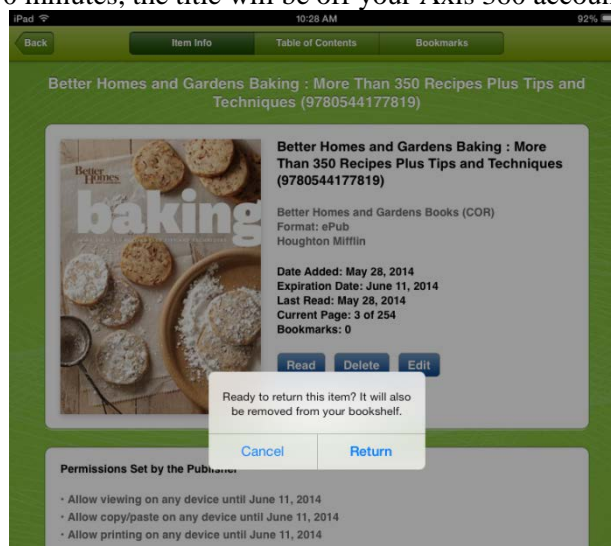 minutes, the title will be off your Axis 360
iPad 10:28 AM 92%
Back Item Info Table of Contents Bookmarks
Better Homes and Gardens Baking : More Than 350 Recipes Plus Tips and
Techniques (9780544177819)
Better
Homes
baking
Better Homes and Gardens Baking : More
Than 350 Recipes Plus Tips and Techniques
(9780544177819)
Better Homes and Gardens Books (COR)
Format: ePub
Houghton Mifflin
Date Added: May 28, 2014
Expiration Date: June 11, 2014
Last Read: May 28, 2014
Current Page: 3 of 254
Bookmarks: 0
Read Delete Edit
Ready to return this item? It will also
be removed from your bookshelf.
Cancel Return
Permissions Set by the Publisher
· Allow viewing on any device until June 11, 2014
· Allow copy/paste on any device until June 11, 2014
· Allow printing on any device until June 11, 2014